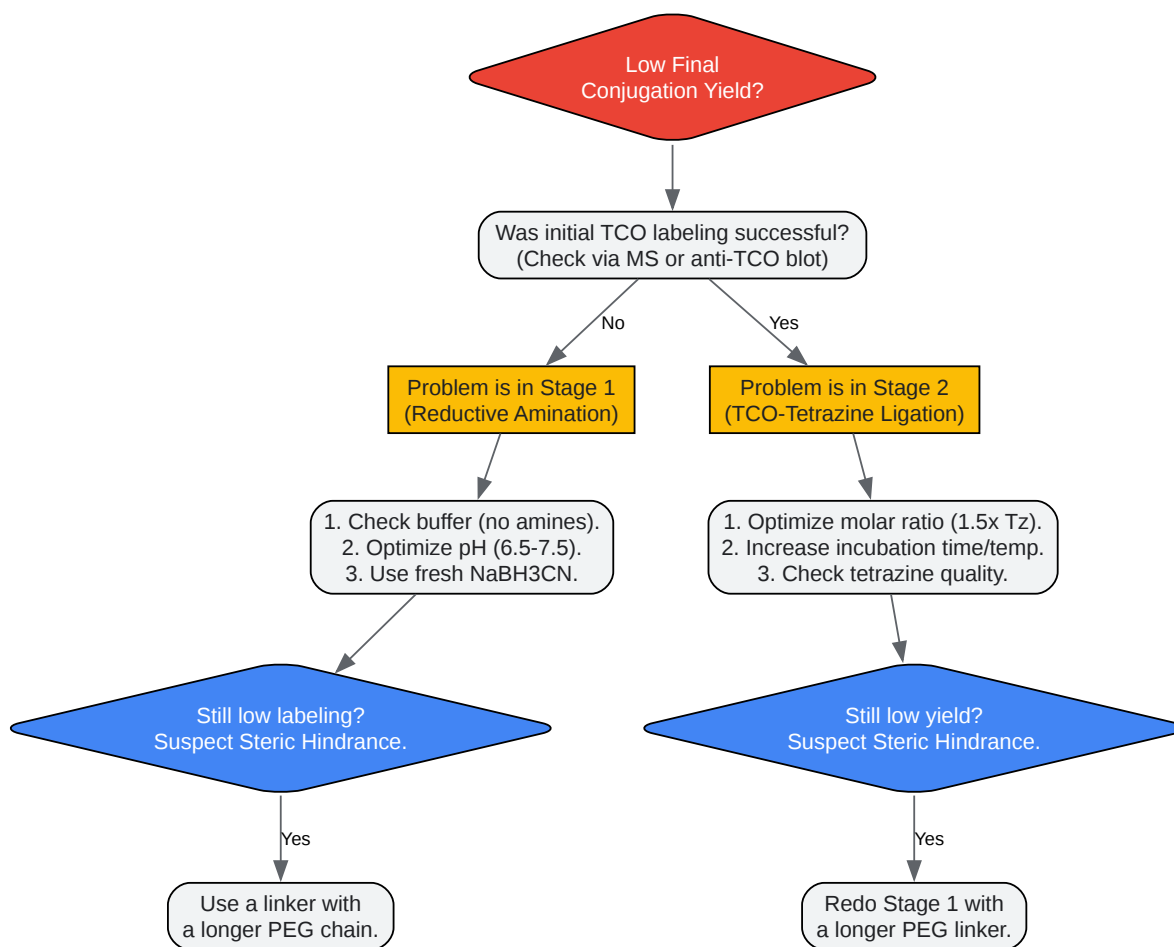 Low Final
Conjugation Yield?
Was initial TCO labeling successful?
(Check via MS or anti-TCO blot)
No
Yes
Problem is in Stage 1
(Reductive Amination)
Problem is in Stage 2
(TCO-Tetrazine Ligation)
1. Check buffer (no amines).
2. Optimize pH (6.5-7.5).
3. Use fresh NaBH3CN.
1. Optimize molar ratio (1.5x Tz).
2. Increase incubation time/temp.
3. Check tetrazine quality.
Still low labeling?
Suspect Steric Hindrance.
Still low yield?
Suspect Steric Hindrance.
Yes
Yes
Use a linker with
a longer PEG chain.
Redo Stage 1 with
a longer PEG linker.